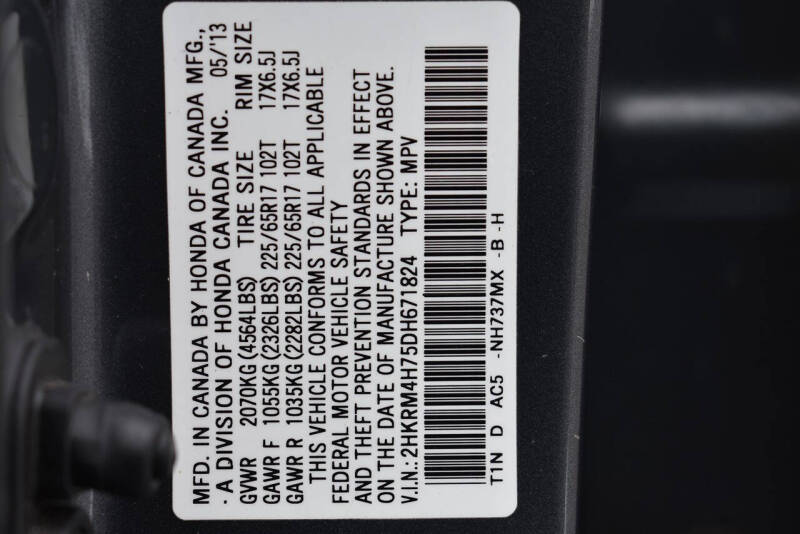 MFD. IN CANADA BY HONDA OF CANADA MFG.,
· A DIVISION OF HONDA CANADA INC. 05/'13
GVWR 2070KG(4564LBS) TIRE SIZE RIM SIZE
GAWR F 1055KG(2326LBS) 225/65R17 102T 17X6.5J
GAWR R 1035KG(2282LBS) 225/65R17 102T 17X6.5J
THIS VEHICLE CONFORMS TO ALL APPLICABLE
FEDERAL MOTOR VEHICLE SAFETY
AND THEFT PREVENTION STANDARDS IN EFFECT
ON THE DATE OF MANUFACTURE SHOWN ABOVE.
V.I.N.:2HKRM4H75DH671824 TYPE: MPV
T1N D AC5 -NH737MX -B -H